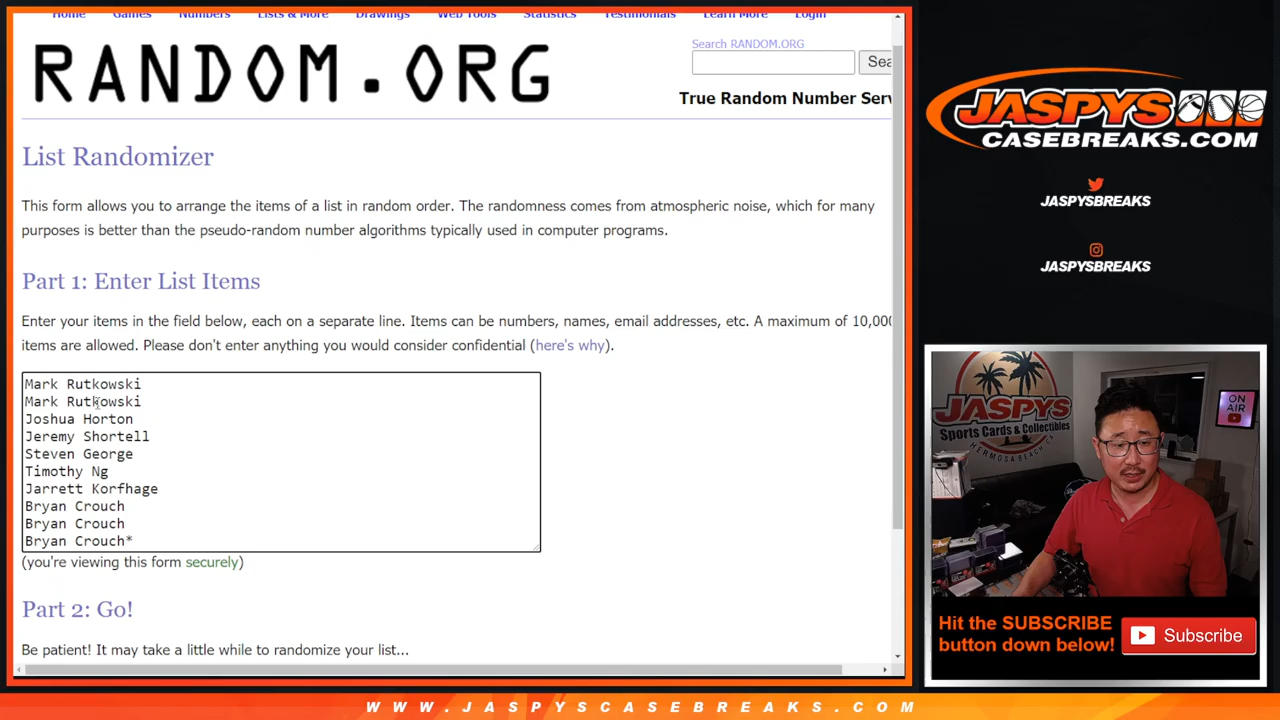 Home Games Numbers Lists & More Drawings Web Tools Statistics Testimonials Learn More Login
RANDOM.ORG
Search RANDOM.ORG
Sea
True Random Number Serv
List Randomizer
This form allows you to arrange the items of a list in random order. The randomness comes from atmospheric noise, which for many
purposes is better than the pseudo-random number algorithms typically used in computer programs.
Part 1: Enter List Items
Enter your items in the field below, each on a separate line. Items can be numbers, names, email addresses, etc. A maximum of 10,000
items are allowed. Please don't enter anything you would consider confidential (here's why).
Mark Rutkowski
Mark Rutkowski
Joshua Horton
Jeremy Shortell
Steven George
Timothy Ng
Jarrett Korfhage
Bryan Crouch
Bryan Crouch
Bryan Crouch*
(you're viewing this form securely)
Part 2: Go!
Be patient! It may take a little while to randomize your list...
JASPYS
CASEBREAKS.COM
JASPYSBREAKS
JASPYSBREAKS
JASPYS
Sports Cards & Collectibles
HERMOSA BEACH, CA
ON
AIR
Hit the SUBSCRIBE
button down below!
Subscribe
WWW.JASPYSCASEBREAKS.COM